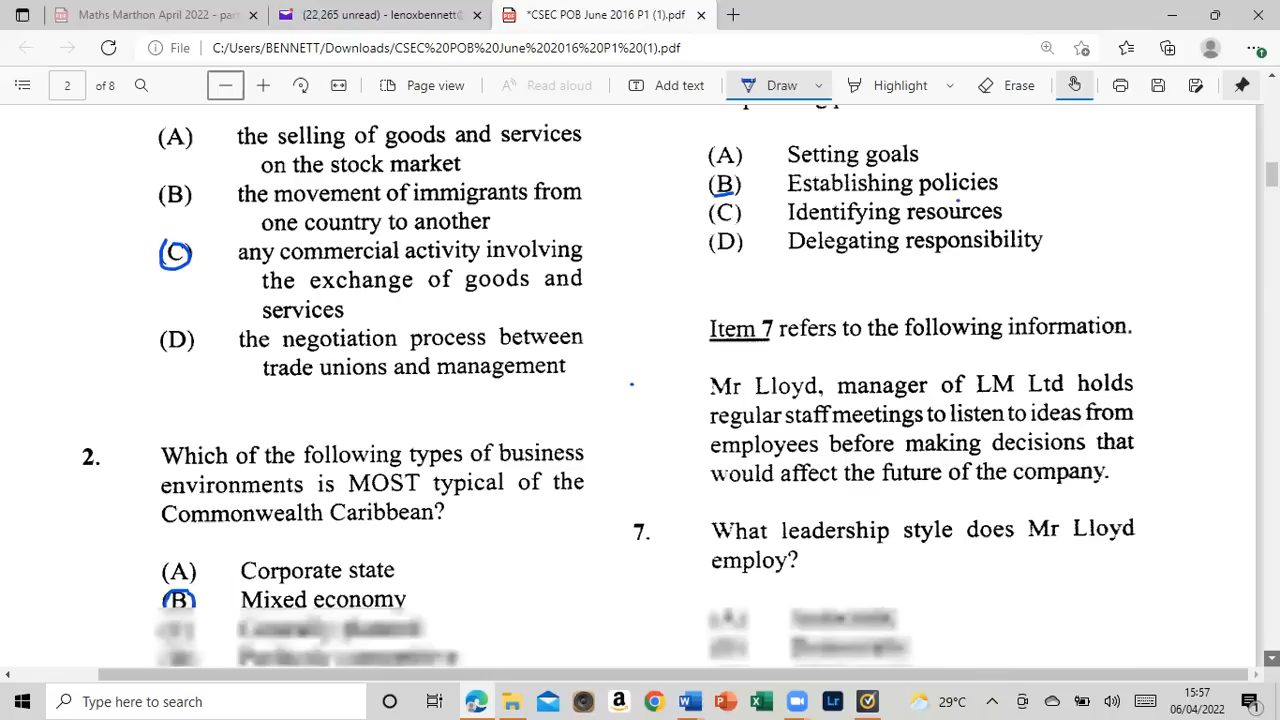 Maths Marthon April 2022 - par
(22,265 unread) - lenoxbennett@
*CSEC POB June 2016 P1 (1).pdf
File
C:/Users/BENNETT/Downloads/CSEC%20POB%20June%202016%20P1%20(1).pdf
2 of 8
Page view
Read aloud
Add text
Draw
Highlight
Erase
(A) the selling of goods and services
on the stock market
(B) the movement of immigrants from
one country to another
(C) any commercial activity involving
the exchange of goods and
services
(D) the negotiation process between
trade unions and management
2. Which of the following types of business
environments is MOST typical of the
Commonwealth Caribbean?
(A) Corporate state
(B) Mixed economy
(A) Setting goals
(B) Establishing policies
(C) Identifying resources
(D) Delegating responsibility
Item 7 refers to the following information.
Mr Lloyd, manager of LM Ltd holds
regular staff meetings to listen to ideas from
employees before making decisions that
would affect the future of the company.
7. What leadership style does Mr Lloyd
employ?
Type here to search
29°C
15:57
06/04/2022